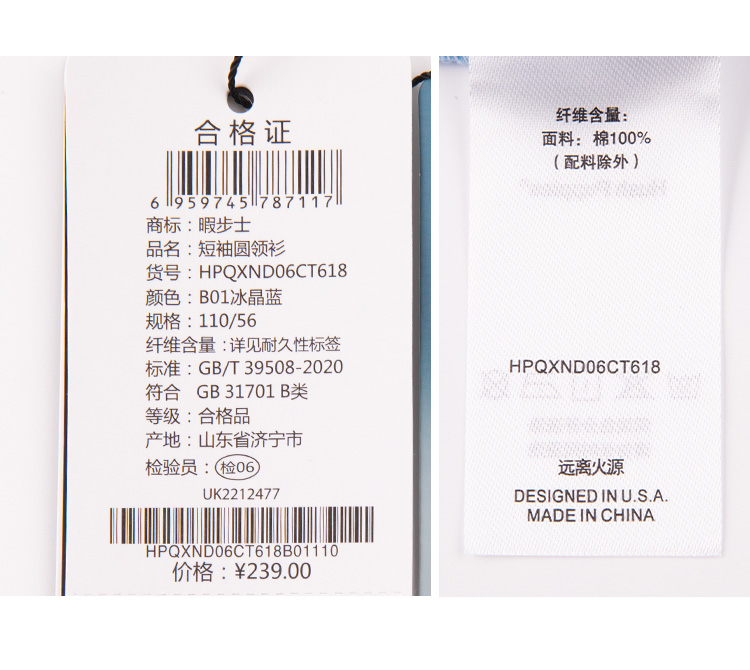 合格证
6 959745 787117
商标：暇步士
品名：短袖圆领衫
货号：HPQXND06CT618
颜色：B01冰晶蓝
规格：110/56
纤维含量：详见耐久性标签
标准：GB/T 39508-2020
符合 GB 31701 B类
等级：合格品
产地：山东省济宁市
检验员：检06
UK2212477
HPQXND06CT618B01110
价格：¥239.00
纤维含量：
面料：棉100%
（配料除外）
HPQXND06CT618
远离火源
DESIGNED IN U.S.A.
MADE IN CHINA